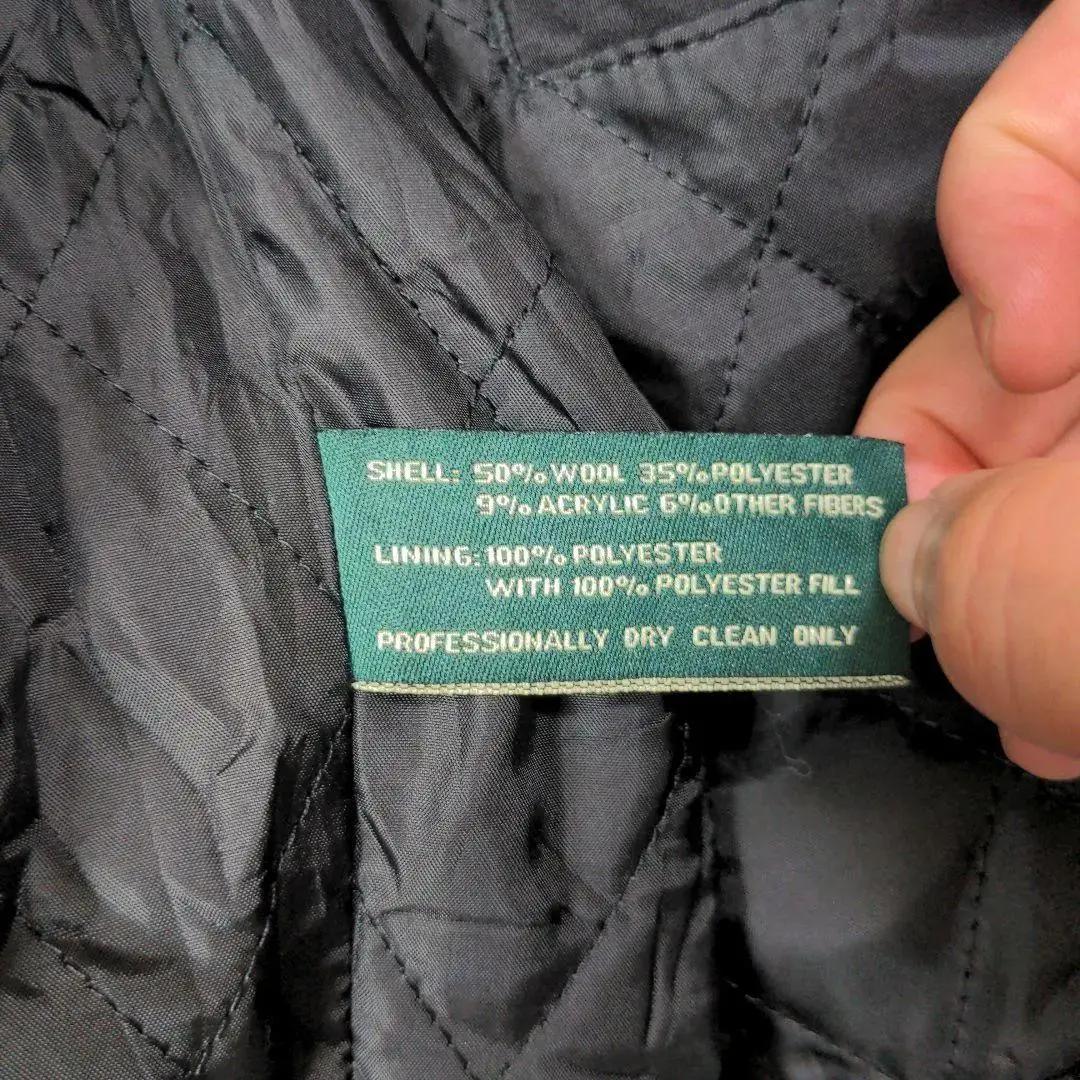 SHELL: 50% WOOL 35% POLYESTER
9% ACRYLIC 6% OTHER FIBERS
LINING: 100% POLYESTER
WITH 100% POLYESTER FILL
PROFESSIONALLY DRY CLEAN ONLY